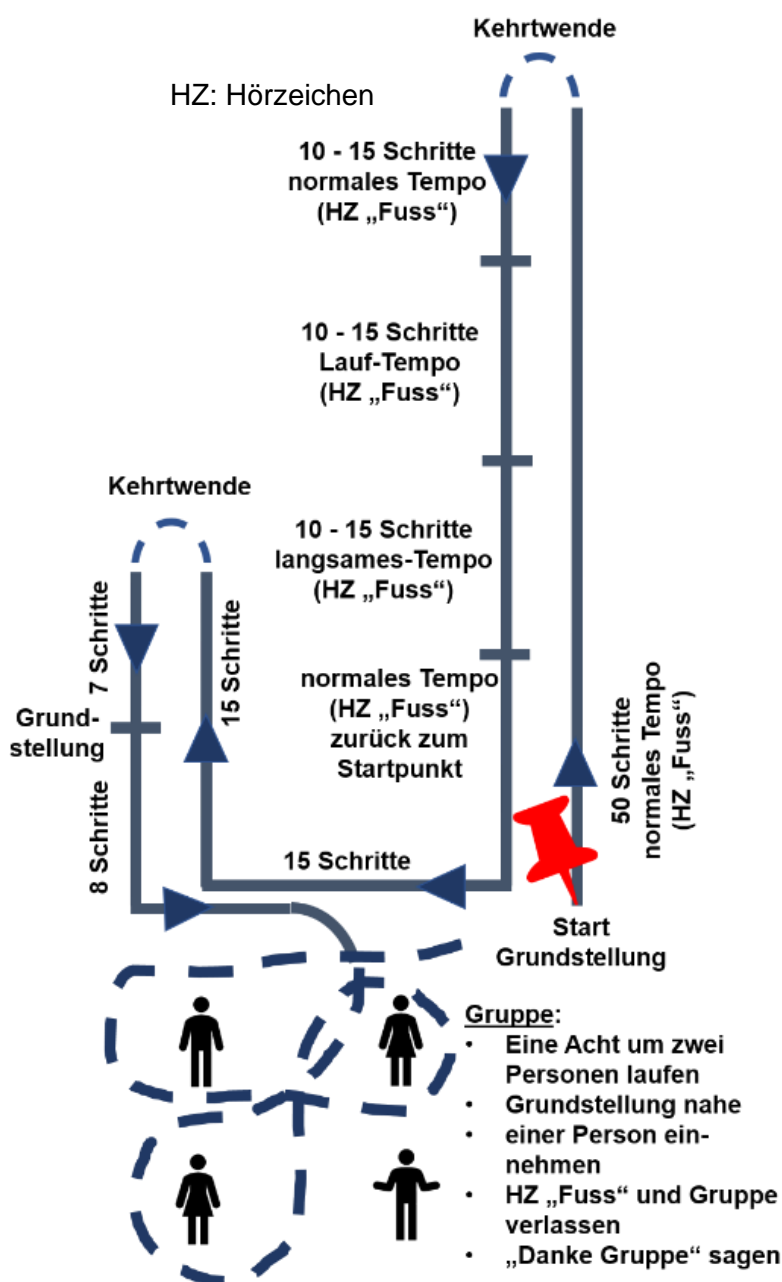 Kehrtwende
HZ: Hörzeichen
10 - 15 Schritte
normales Tempo
(HZ „Fuss“)
10 - 15 Schritte
Lauf-Tempo
(HZ „Fuss“)
Kehrtwende
10 - 15 Schritte
langsames-Tempo
(HZ „Fuss“)
7 Schritte
15 Schritte
Grund-
stellung
normales Tempo
(HZ „Fuss“)
zurück zum
Startpunkt
50 Schritte
normales Tempo
(HZ „Fuss“)
8 Schritte
15 Schritte
Start
Grundstellung
Gruppe:
• Eine Acht um zwei
Personen laufen
• Grundstellung nahe
• einer Person ein-
nehmen
• HZ „Fuss“ und Gruppe
verlassen
• „Danke Gruppe“ sagen